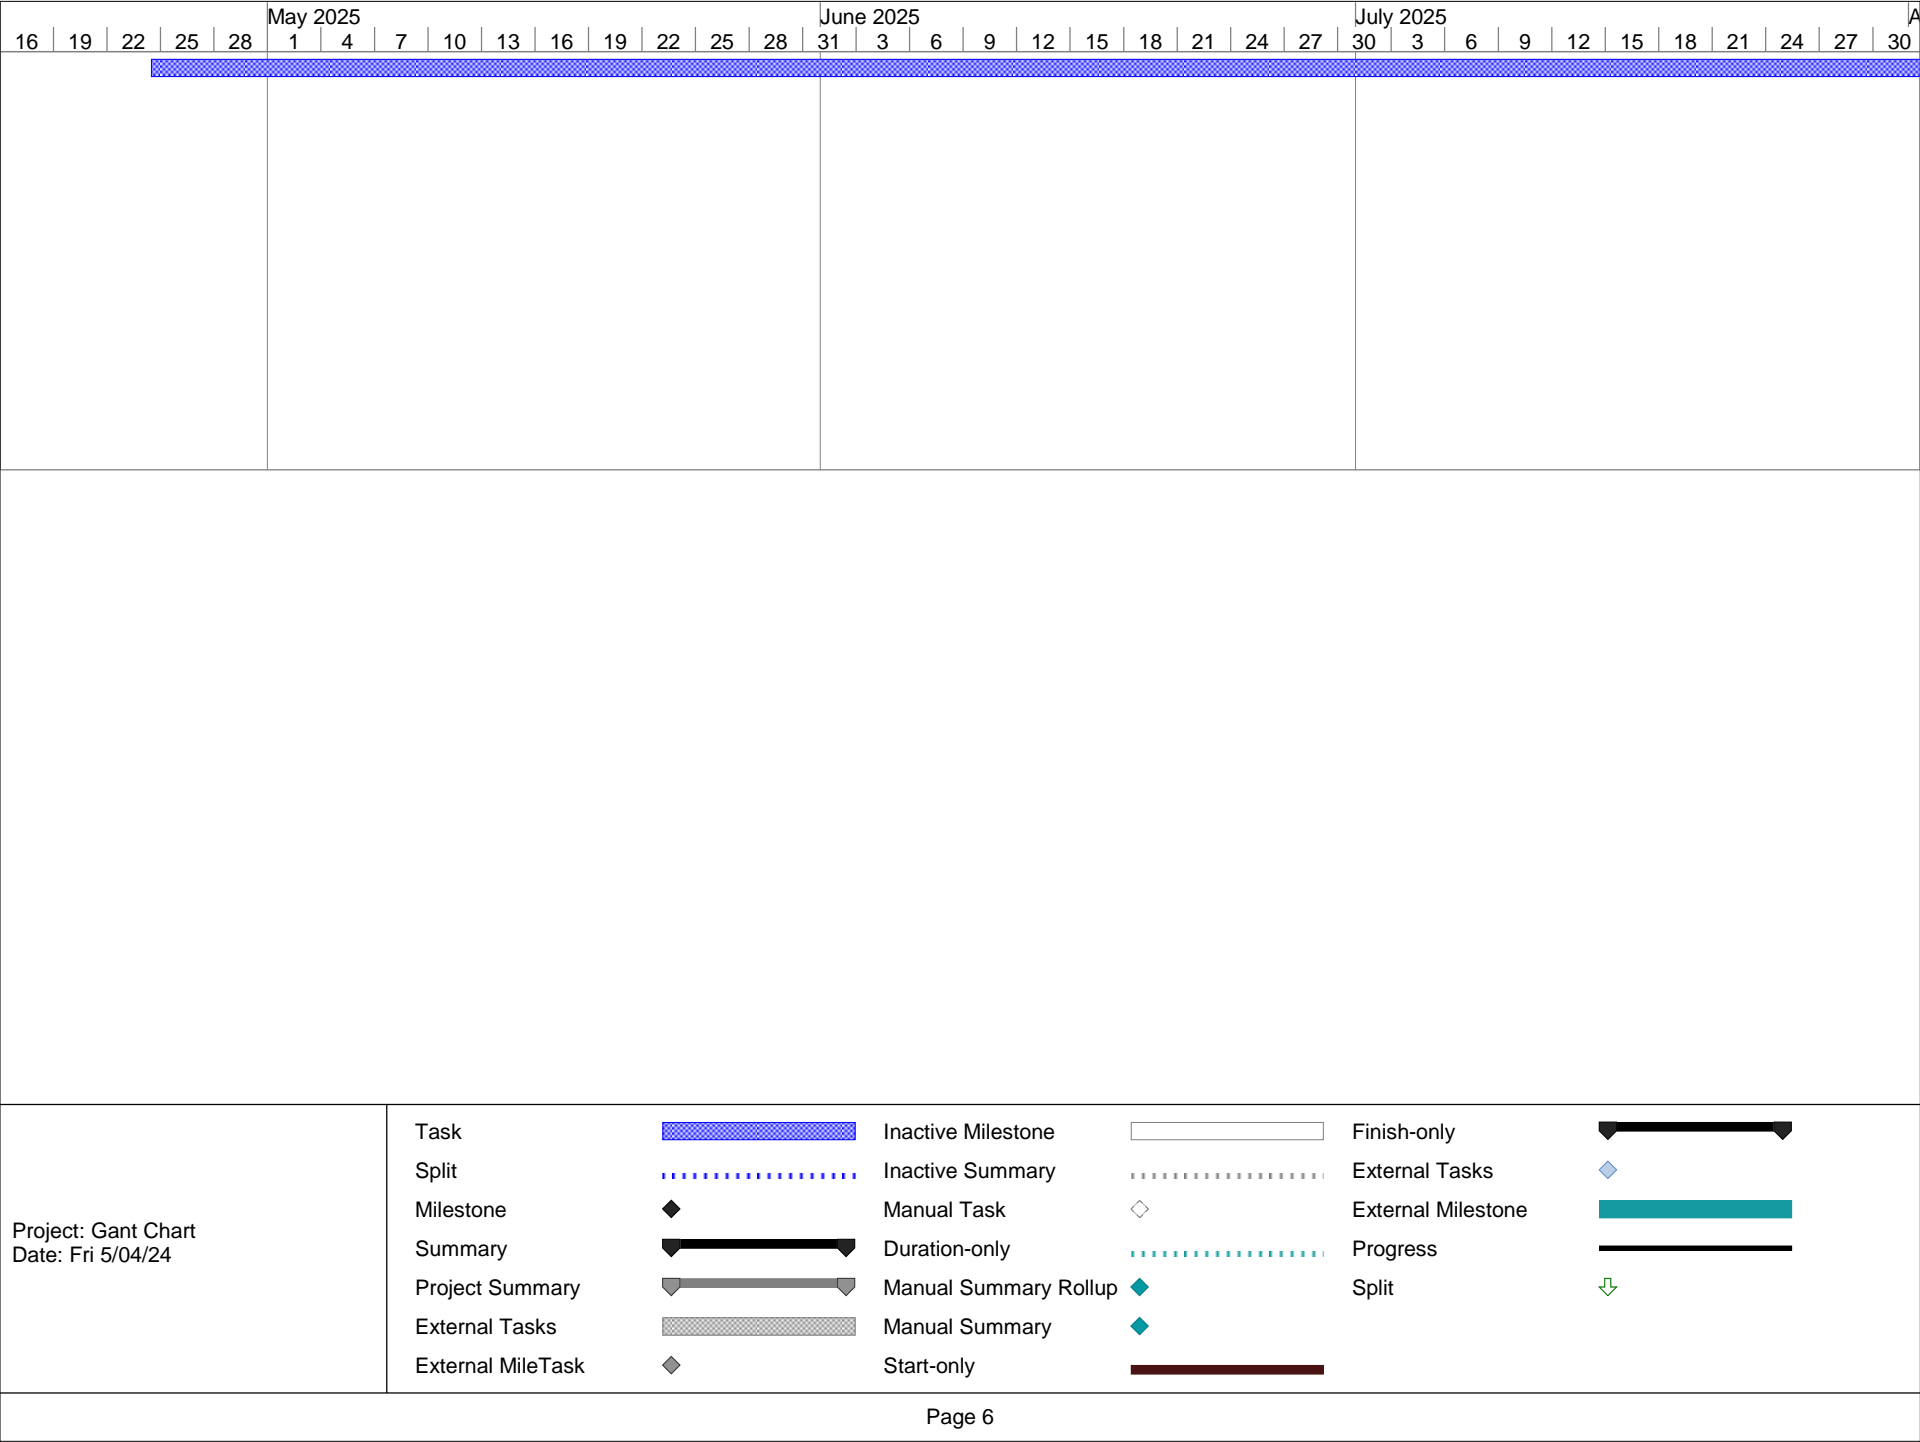 May 2025 June 2025 July 2025 A
16 19 22 25 28 1 4 7 10 13 16 19 22 25 28 31 3 6 9 12 15 18 21 24 27 30 3 6 9 12 15 18 21 24 27 30
Project: Gant Chart
Date: Fri 5/04/24
Task
Split
Milestone
Summary
Project Summary
External Tasks
External MileTask
Inactive Milestone
Inactive Summary
Manual Task
Duration-only
Manual Summary Rollup
Manual Summary
Start-only
Finish-only
External Tasks
External Milestone
Progress
Split
Page 6